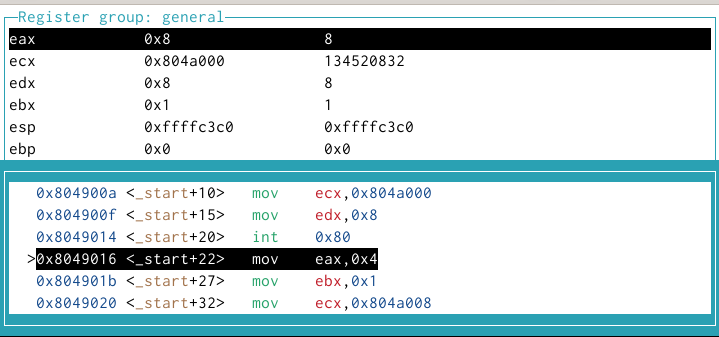 Register group: general
eax 0x8 8
ecx 0x804a000 134520832
edx 0x8 8
ebx 0x1 1
esp 0xffffc3c0 0xffffc3c0
ebp 0x0 0x0
0x804900a <_start+10> mov ecx,0x804a000
0x804900f <_start+15> mov edx,0x8
0x8049014 <_start+20> int 0x80
>0x8049016 <_start+22> mov eax,0x4
0x804901b <_start+27> mov ebx,0x1
0x8049020 <_start+32> mov ecx,0x804a008